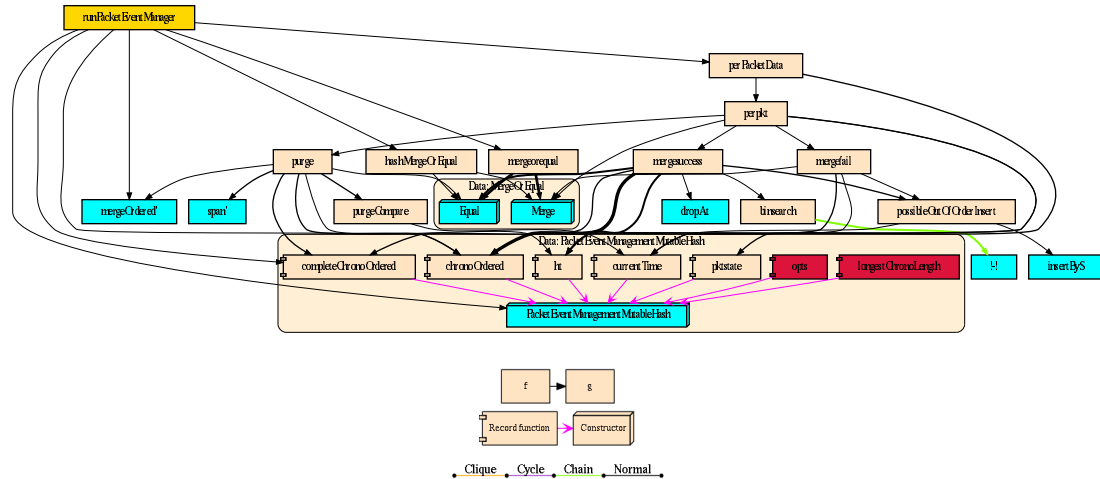 runPacketEventManager
perPacketData
perpkt
purge
hashMergeOrEqual
mergeorequal
mergesuccess
mergefail
Data: MergeOrEqual
mergeOrdered'
span'
purgeCompare
Equal
Merge
dropAt
binsearch
possibleOutOfOrderInsert
Data: PacketEventManagementMutableHash
completeChronoOrdered
chronoOrdered
ht
currentTime
pktstate
opts
longestChronoLength
!-!
insertByS
PacketEventManagementMutableHash
f
g
Record function
Constructor
Clique
Cycle
Chain
Normal